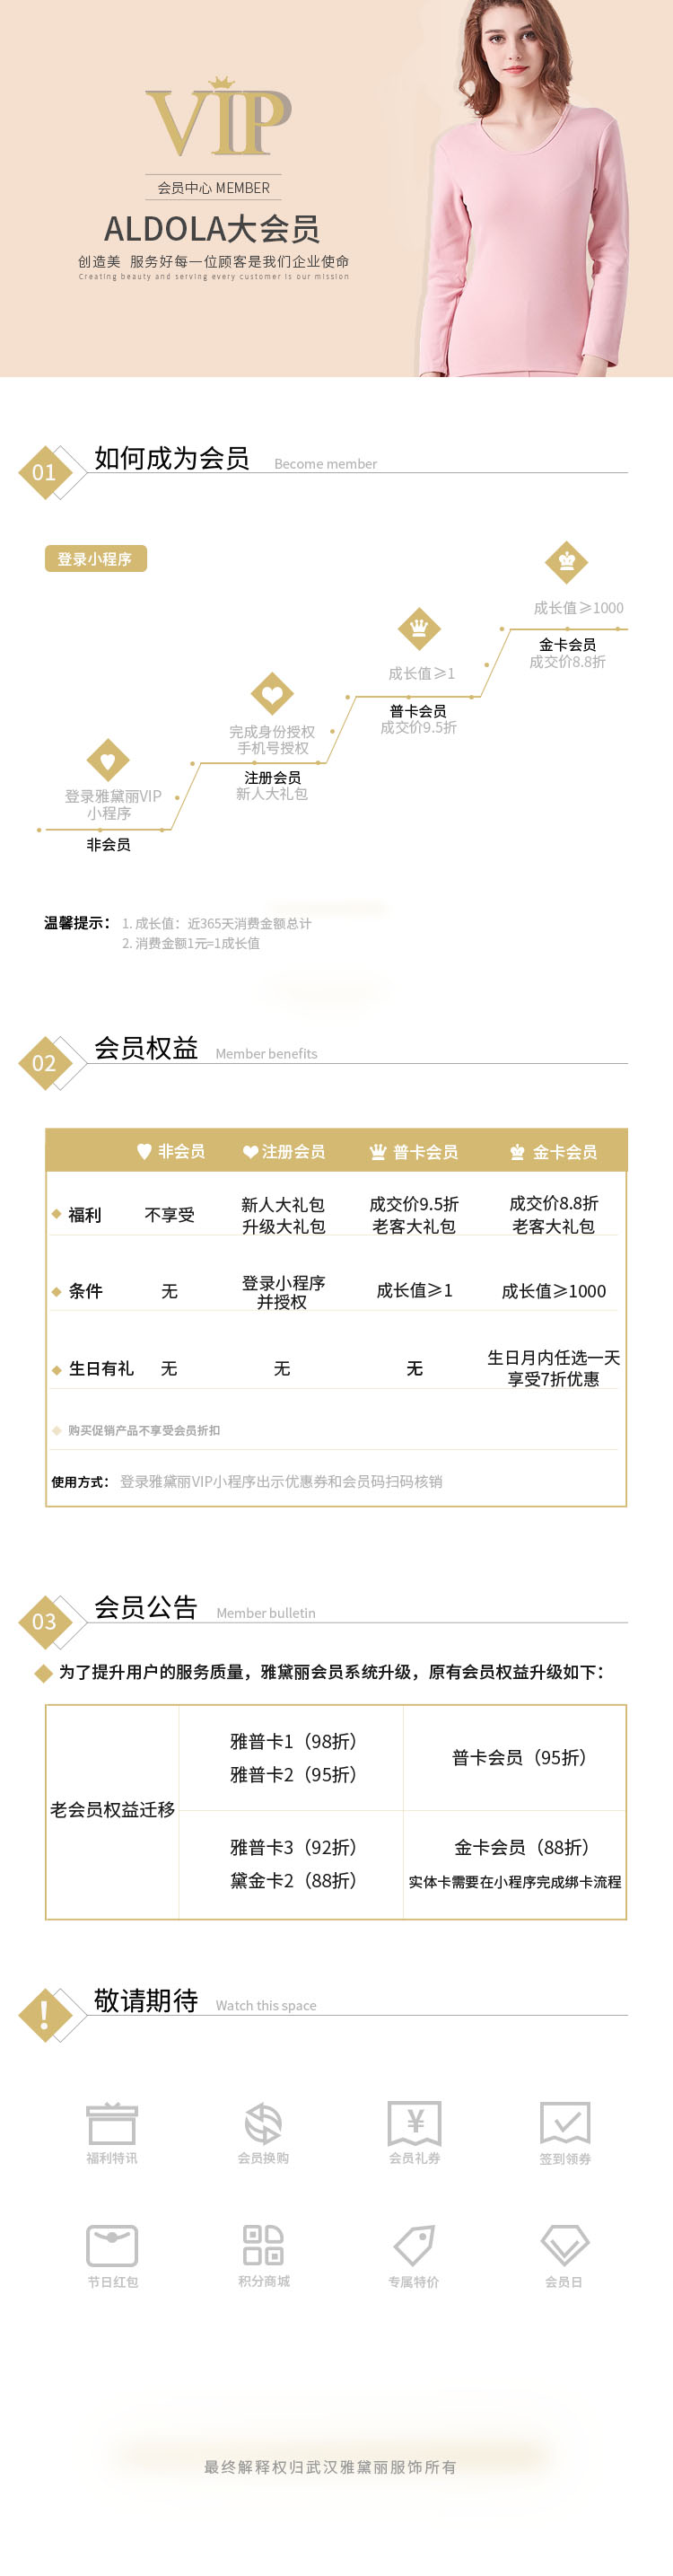 VIP
会员中心 MEMBER
ALDOLA大会员
创造美 服务好每一位顾客是我们企业使命
Creating beauty and serving every customer is our mission
01
如何成为会员 Become member
登录小程序
成长值≥1000
金卡会员
成交价8.8折
成长值≥1
普卡会员
成交价9.5折
完成身份授权
手机号授权
注册会员
新人大礼包
登录雅黛丽VIP
小程序
非会员
温馨提示： 1. 成长值：近365天消费金额总计
2. 消费金额1元=1成长值
02
会员权益 Member benefits
非会员 注册会员 普卡会员 金卡会员
福利 不享受 新人大礼包 成交价9.5折 成交价8.8折
升级大礼包 老客大礼包 老客大礼包
条件 无 登录小程序 成长值≥1 成长值≥1000
并授权
生日有礼 无 无 无 生日月内任选一天
享受7折优惠
购买促销产品不享受会员折扣
使用方式： 登录雅黛丽VIP小程序出示优惠券和会员码扫码核销
03
会员公告 Member bulletin
为了提升用户的服务质量，雅黛丽会员系统升级，原有会员权益升级如下：
老会员权益迁移
雅普卡1（98折）
雅普卡2（95折）
普卡会员（95折）
雅普卡3（92折）
黛金卡2（88折）
金卡会员（88折）
实体卡需要在小程序完成绑卡流程
!
敬请期待 Watch this space
¥
福利特讯 会员换购 会员礼券 签到领券
节日红包 积分商城 专属特价 会员日
最终解释权归武汉雅黛丽服饰所有